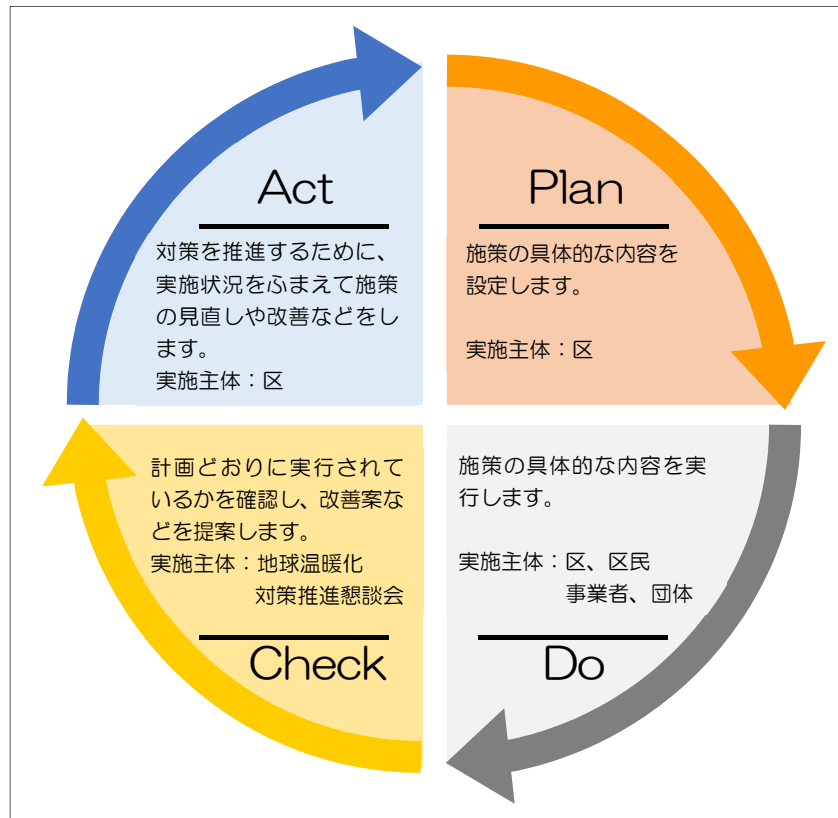 Act
対策を推進するために、
実施状況をふまえて施策
の見直しや改善などをし
ます。
実施主体：区
Plan
施策の具体的な内容を
設定します。
実施主体：区
計画どおりに実行されて
いるかを確認し、改善案な
どを提案します。
実施主体：地球温暖化
対策推進懇談会
Check
施策の具体的な内容を実
行します。
実施主体：区、区民
事業者、団体
Do